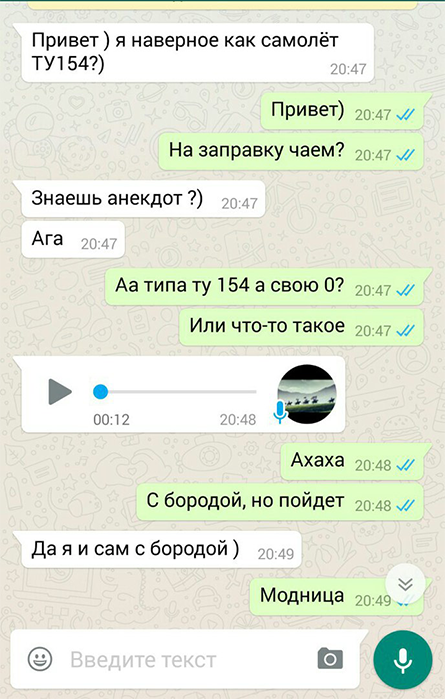 Привет ) я наверное как самолёт
ТУ154?)
20:47
Привет)
20:47
На заправку чаем?
20:47
Знаешь анекдот ?)
20:47
Ага
20:47
Аа типа ту 154 а свою 0?
20:47
Или что-то такое
20:47
00:12
20:48
Ахаха
20:48
С бородой, но пойдет
20:48
Да я и сам с бородой )
20:49
Модница
20:49
Введите текст